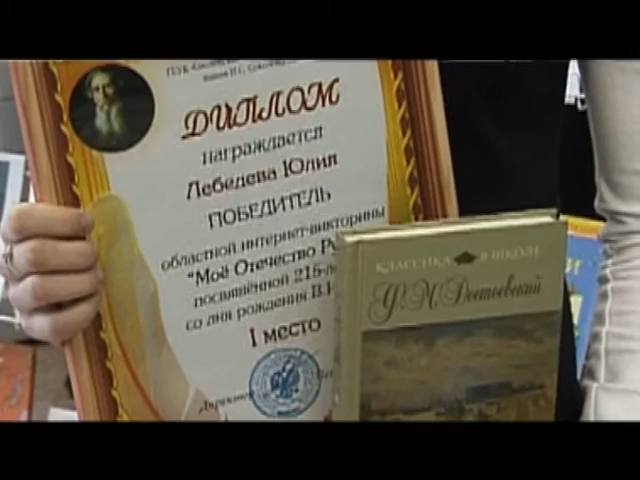 ДИПЛОМ
награждается
Лебедева Юлия
ПОБЕДИТЕЛЬ
областной интернет-викторины
"Моё Отечество
посвящённой 215-
со дня рождения В.
I место
Директор
КЛАССИКА В ШКОЛЕ
Ф.М.Достоевский